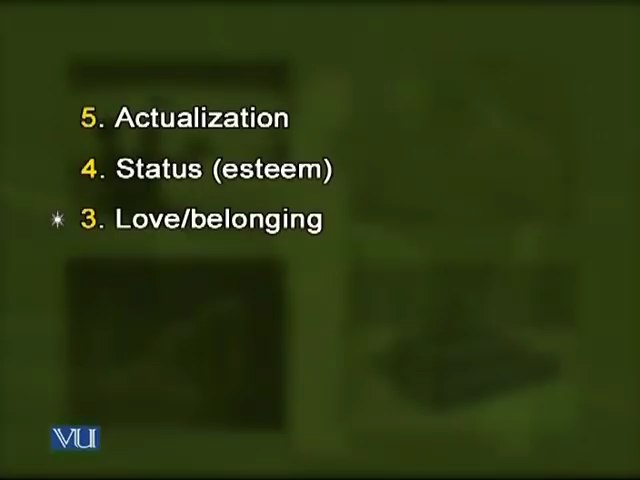 5. Actualization
4. Status (esteem)
3. Love/belonging
VU